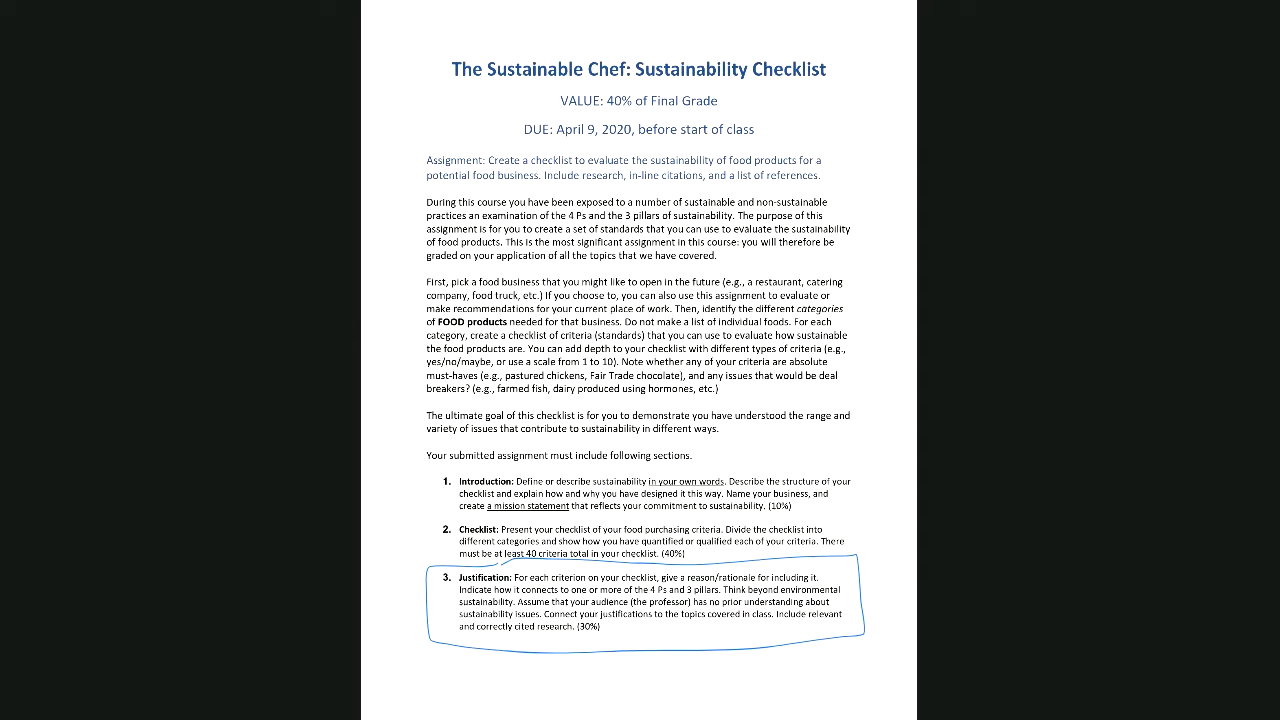 The Sustainable Chef: Sustainability Checklist
VALUE: 40% of Final Grade
DUE: April 9, 2020, before start of class
Assignment: Create a checklist to evaluate the sustainability of food products for a
potential food business. Include research, in-line citations, and a list of references.
During this course you have been exposed to a number of sustainable and non-sustainable
practices an examination of the 4 Ps and the 3 pillars of sustainability. The purpose of this
assignment is for you to create a set of standards that you can use to evaluate the sustainability
of food products. This is the most significant assignment in this course: you will therefore be
graded on your application of all the topics that we have covered.
First, pick a food business that you might like to open in the future (e.g., a restaurant, catering
company, food truck, etc.) If you choose to, you can also use this assignment to evaluate or
make recommendations for your current place of work. Then, identify the different categories
of FOOD products needed for that business. Do not make a list of individual foods. For each
category, create a checklist of criteria (standards) that you can use to evaluate how sustainable
the food products are. You can add depth to your checklist with different types of criteria (e.g.,
yes/no/maybe, or use a scale from 1 to 10). Note whether any of your criteria are absolute
must-haves (e.g., pastured chickens, Fair Trade chocolate), and any issues that would be deal
breakers? (e.g., farmed fish, dairy produced using hormones, etc.)
The ultimate goal of this checklist is for you to demonstrate you have understood the range and
variety of issues that contribute to sustainability in different ways.
Your submitted assignment must include following sections.
1. Introduction: Define or describe sustainability in your own words. Describe the structure of your
checklist and explain how and why you have designed it this way. Name your business, and
create a mission statement that reflects your commitment to sustainability. (10%)
2. Checklist: Present your checklist of your food purchasing criteria. Divide the checklist into
different categories and show how you have quantified or qualified each of your criteria. There
must be at least 40 criteria total in your checklist. (40%)
3. Justification: For each criterion on your checklist, give a reason/rationale for including it.
Indicate how it connects to one or more of the 4 Ps and 3 pillars. Think beyond environmental
sustainability. Assume that your audience (the professor) has no prior understanding about
sustainability issues. Connect your justifications to the topics covered in class. Include relevant
and correctly cited research. (30%)